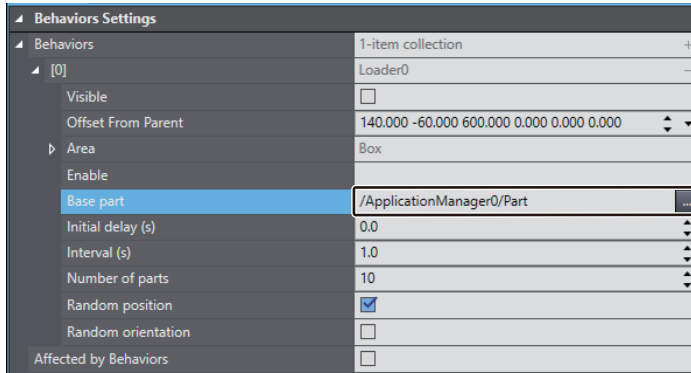 Behaviors Settings
Behaviors 1-item collection +
[0] Loader0 -
Visible
Offset From Parent 140.000 -60.000 600.000 0.000 0.000 0.000
Area Box
Enable
Base part /ApplicationManager0/Part ...
Initial delay (s) 0.0
Interval (s) 1.0
Number of parts 10
Random position
Random orientation
Affected by Behaviors